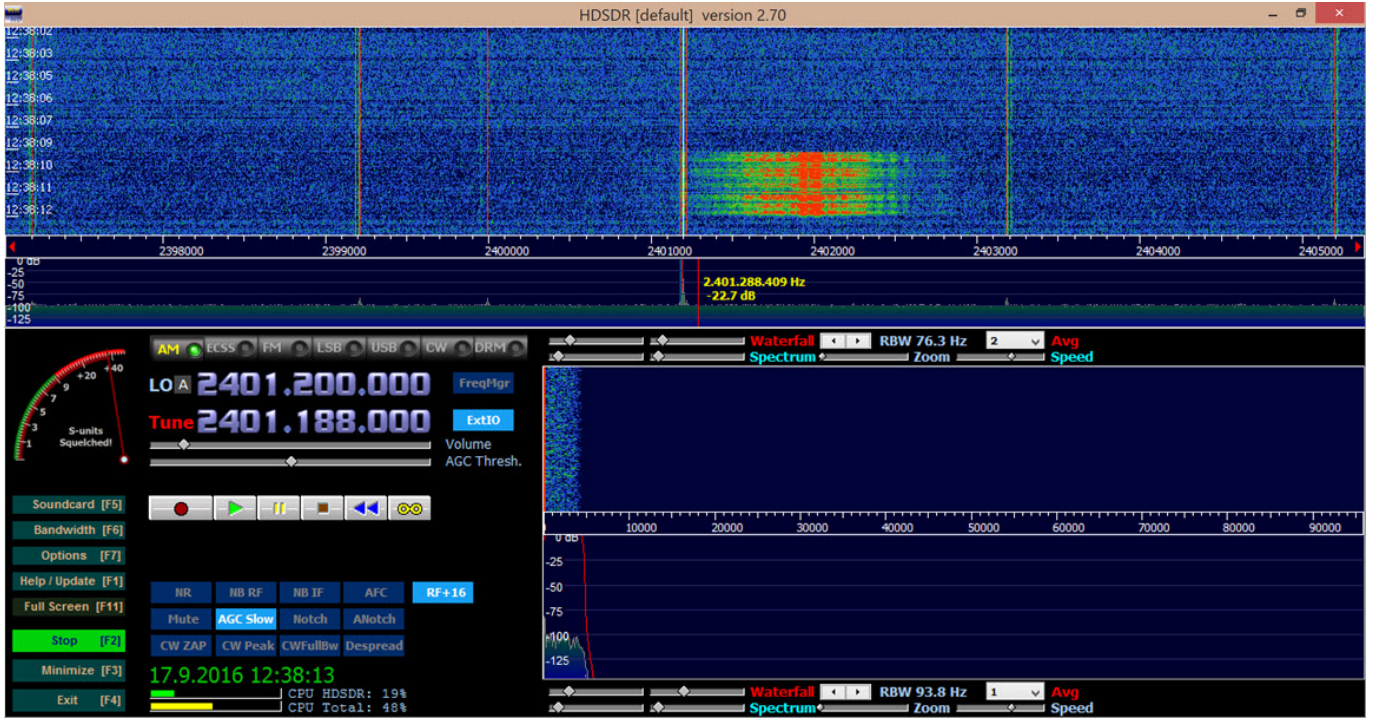 HDSDR [default] version 2.70
12:38:02
12:38:03
12:38:05
12:38:06
12:38:07
12:38:09
12:38:10
12:38:11
12:38:12
2398000 2399000 2400000 2401000 2402000 2403000 2404000 2405000
0 dB
-25
-50
-75
-100
-125
2.401.288.409 Hz
-22.7 dB
AM ECSS FM LSB USB CW DRM
LO A 2401.200.000 FreqMgr
Tune 2401.188.000 ExtIO
Volume
AGC Thresh.
1 3 5 7 9 +20 +40
S-units
Squelched!
Soundcard [F5]
Bandwidth [F6]
Options [F7]
Help / Update [F1]
Full Screen [F11]
Stop [F2]
Minimize [F3]
Exit [F4]
NR NB RF NB IF AFC RF+16
Mute AGC Slow Notch ANotch
CW ZAP CW Peak CWFullBw Despread
17.9.2016 12:38:13
CPU HDSDR: 19%
CPU Total: 48%
Waterfall RBW 76.3 Hz 2 Avg
Spectrum Zoom Speed
10000 20000 30000 40000 50000 60000 70000 80000 90000
0 dB
-25
-50
-75
-100
-125
Waterfall RBW 93.8 Hz 1 Avg
Spectrum Zoom Speed